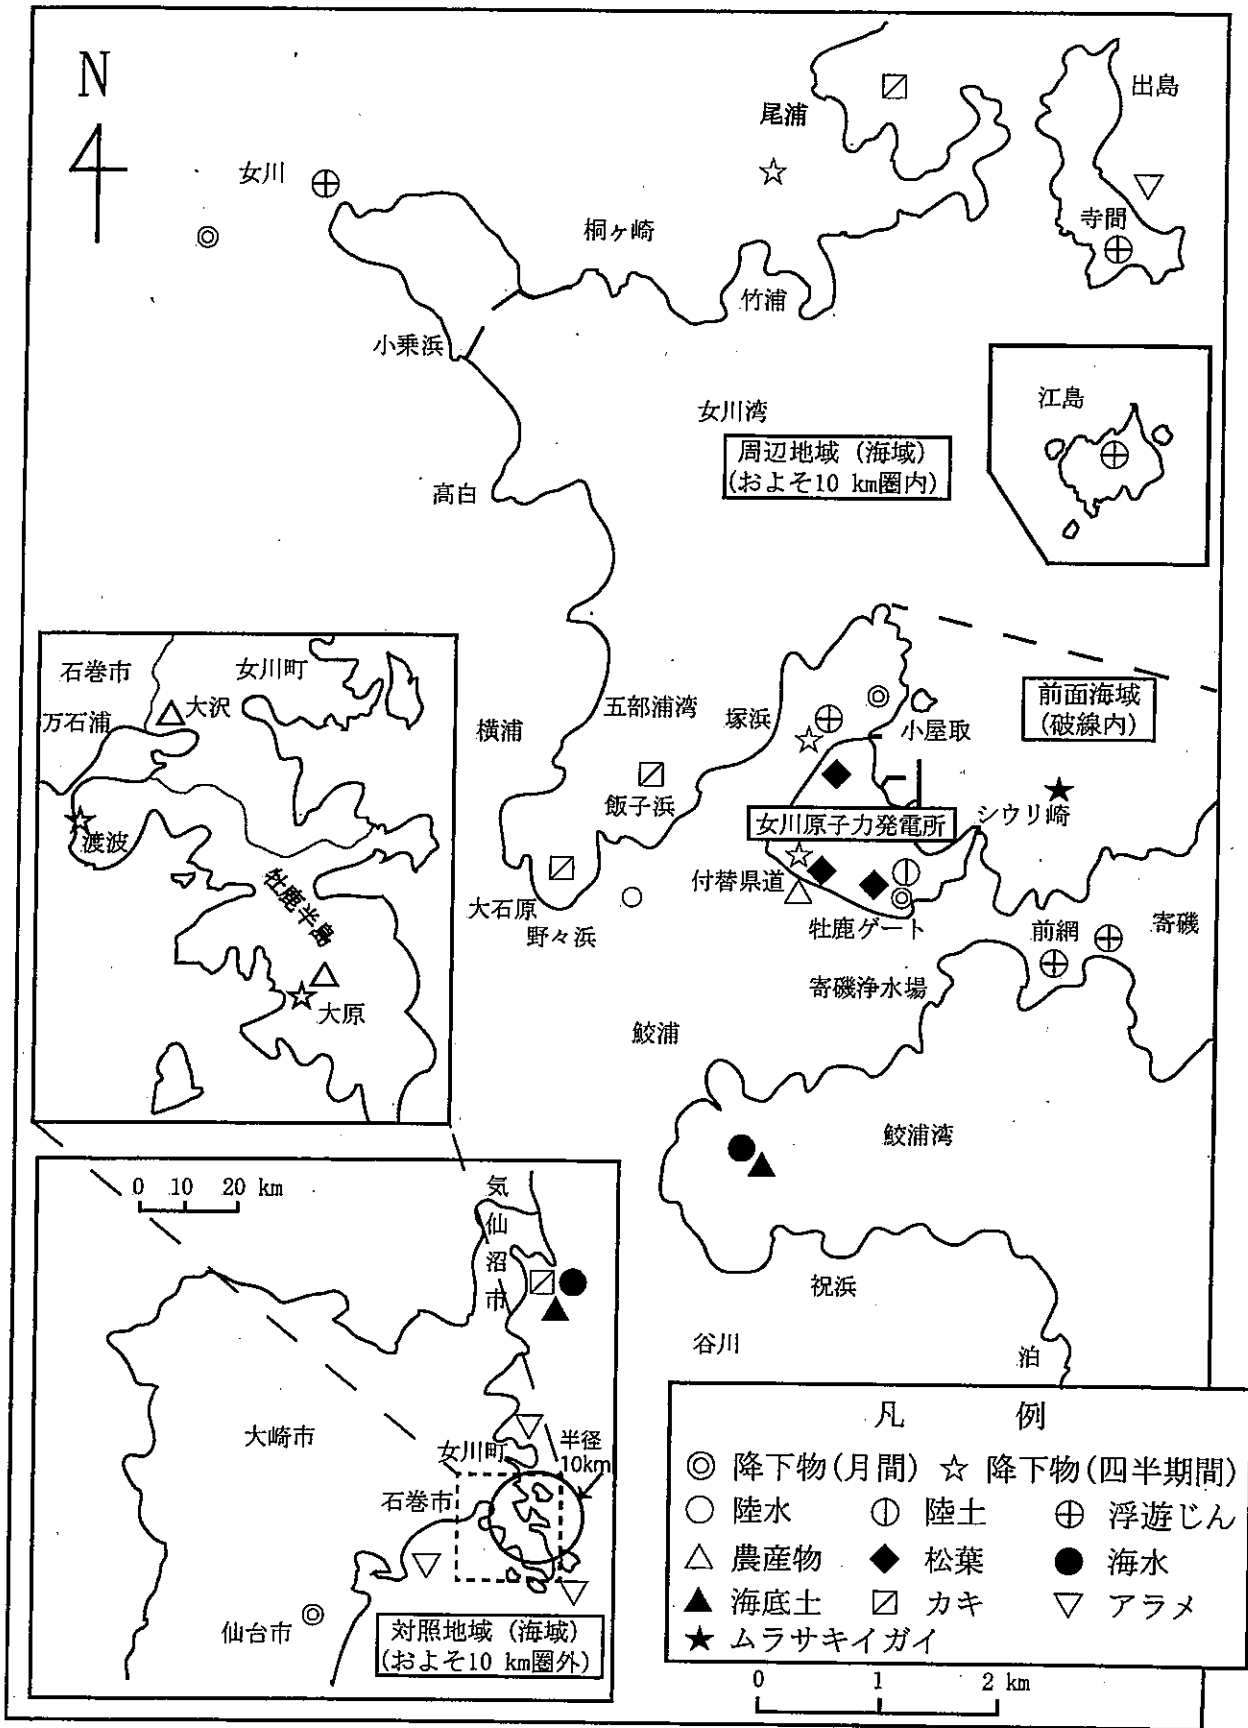 N
出島
尾浦
女川
寺間
桐ヶ崎
竹浦
小乗浜
江島
女川湾
周辺地域（海域）
(およそ10 km圏内)
高白
石巻市
女川町
大沢
万石浦
渡波
牡鹿半島
大原
五部浦湾
塚浜
横浦
小屋取
前面海域
(破線内)
飯子浜
女川原子力発電所
シウリ崎
付替県道
大石原
野々浜
牡鹿ゲート
前網
寄磯
寄磯浄水場
鮫浦
鮫浦湾
祝浜
谷川
泊
0 10 20 km
気仙沼市
大崎市
女川町
半径
10km
石巻市
仙台市
対照地域（海域）
(およそ10 km圏外)
凡 例
◎ 降下物(月間) ☆ 降下物(四半期間)
○ 陸水 ⦶ 陸土 ⊕ 浮遊じん
△ 農産物 ◆ 松葉 ● 海水
▲ 海底土 ⧄ カキ ▽ アラメ
★ ムラサキイガイ
0 1 2 km